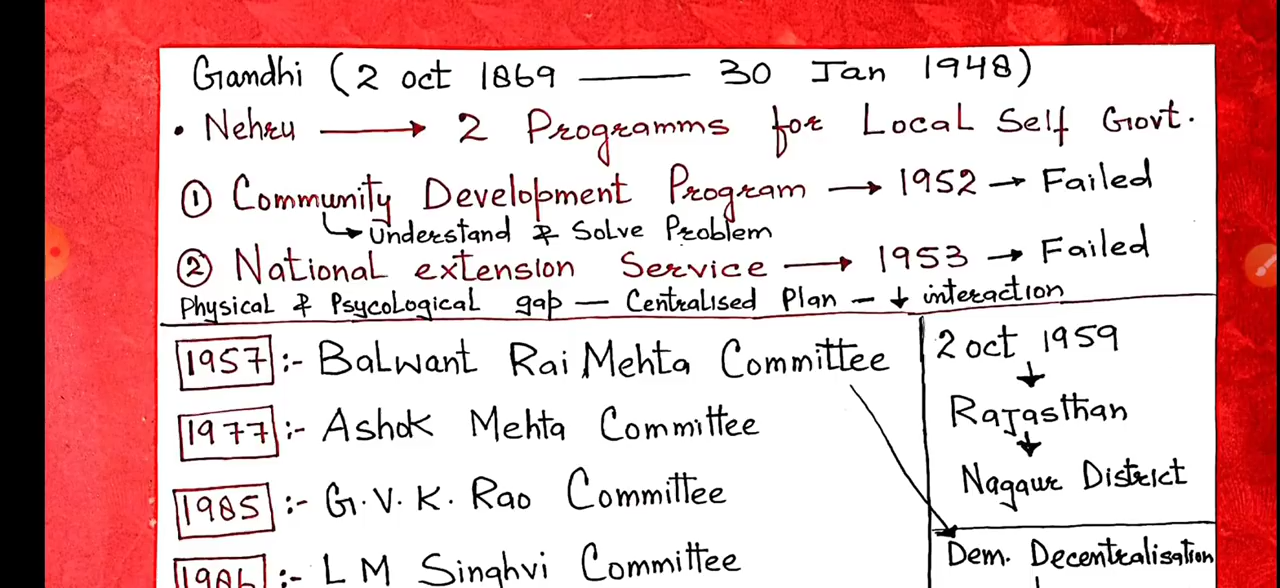 Gandhi (2 oct 1869 —— 30 Jan 1948)
• Nehru → 2 Programms for Local Self Govt.
① Community Development Program → 1952 → Failed
↳ Understand & Solve Problem
② National extension Service → 1953 → Failed
Physical & Psycological gap — Centralised Plan - ↓ interaction
1957 :- Balwant Rai Mehta Committee
1977 :- Ashok Mehta Committee
1985 :- G.V.K. Rao Committee
1986 :- L M Singhvi Committee
2 oct 1959
↓
Rajasthan
↓
Nagaur District
Dem. Decentralisation